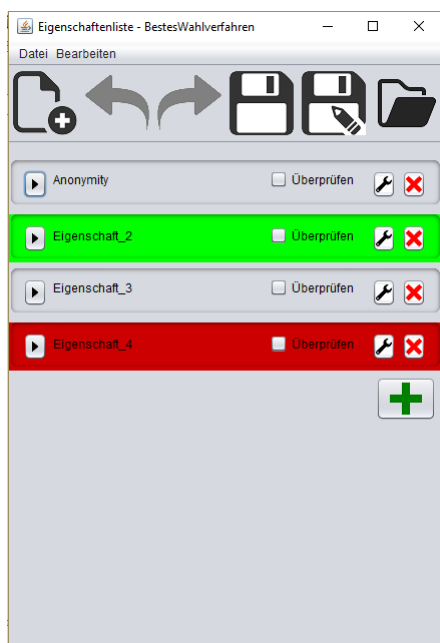 Eigenschaftenliste - BestesWahlverfahren
Datei Bearbeiten
Anonymity Überprüfen
Eigenschaft_2 Überprüfen
Eigenschaft_3 Überprüfen
Eigenschaft_4 Überprüfen